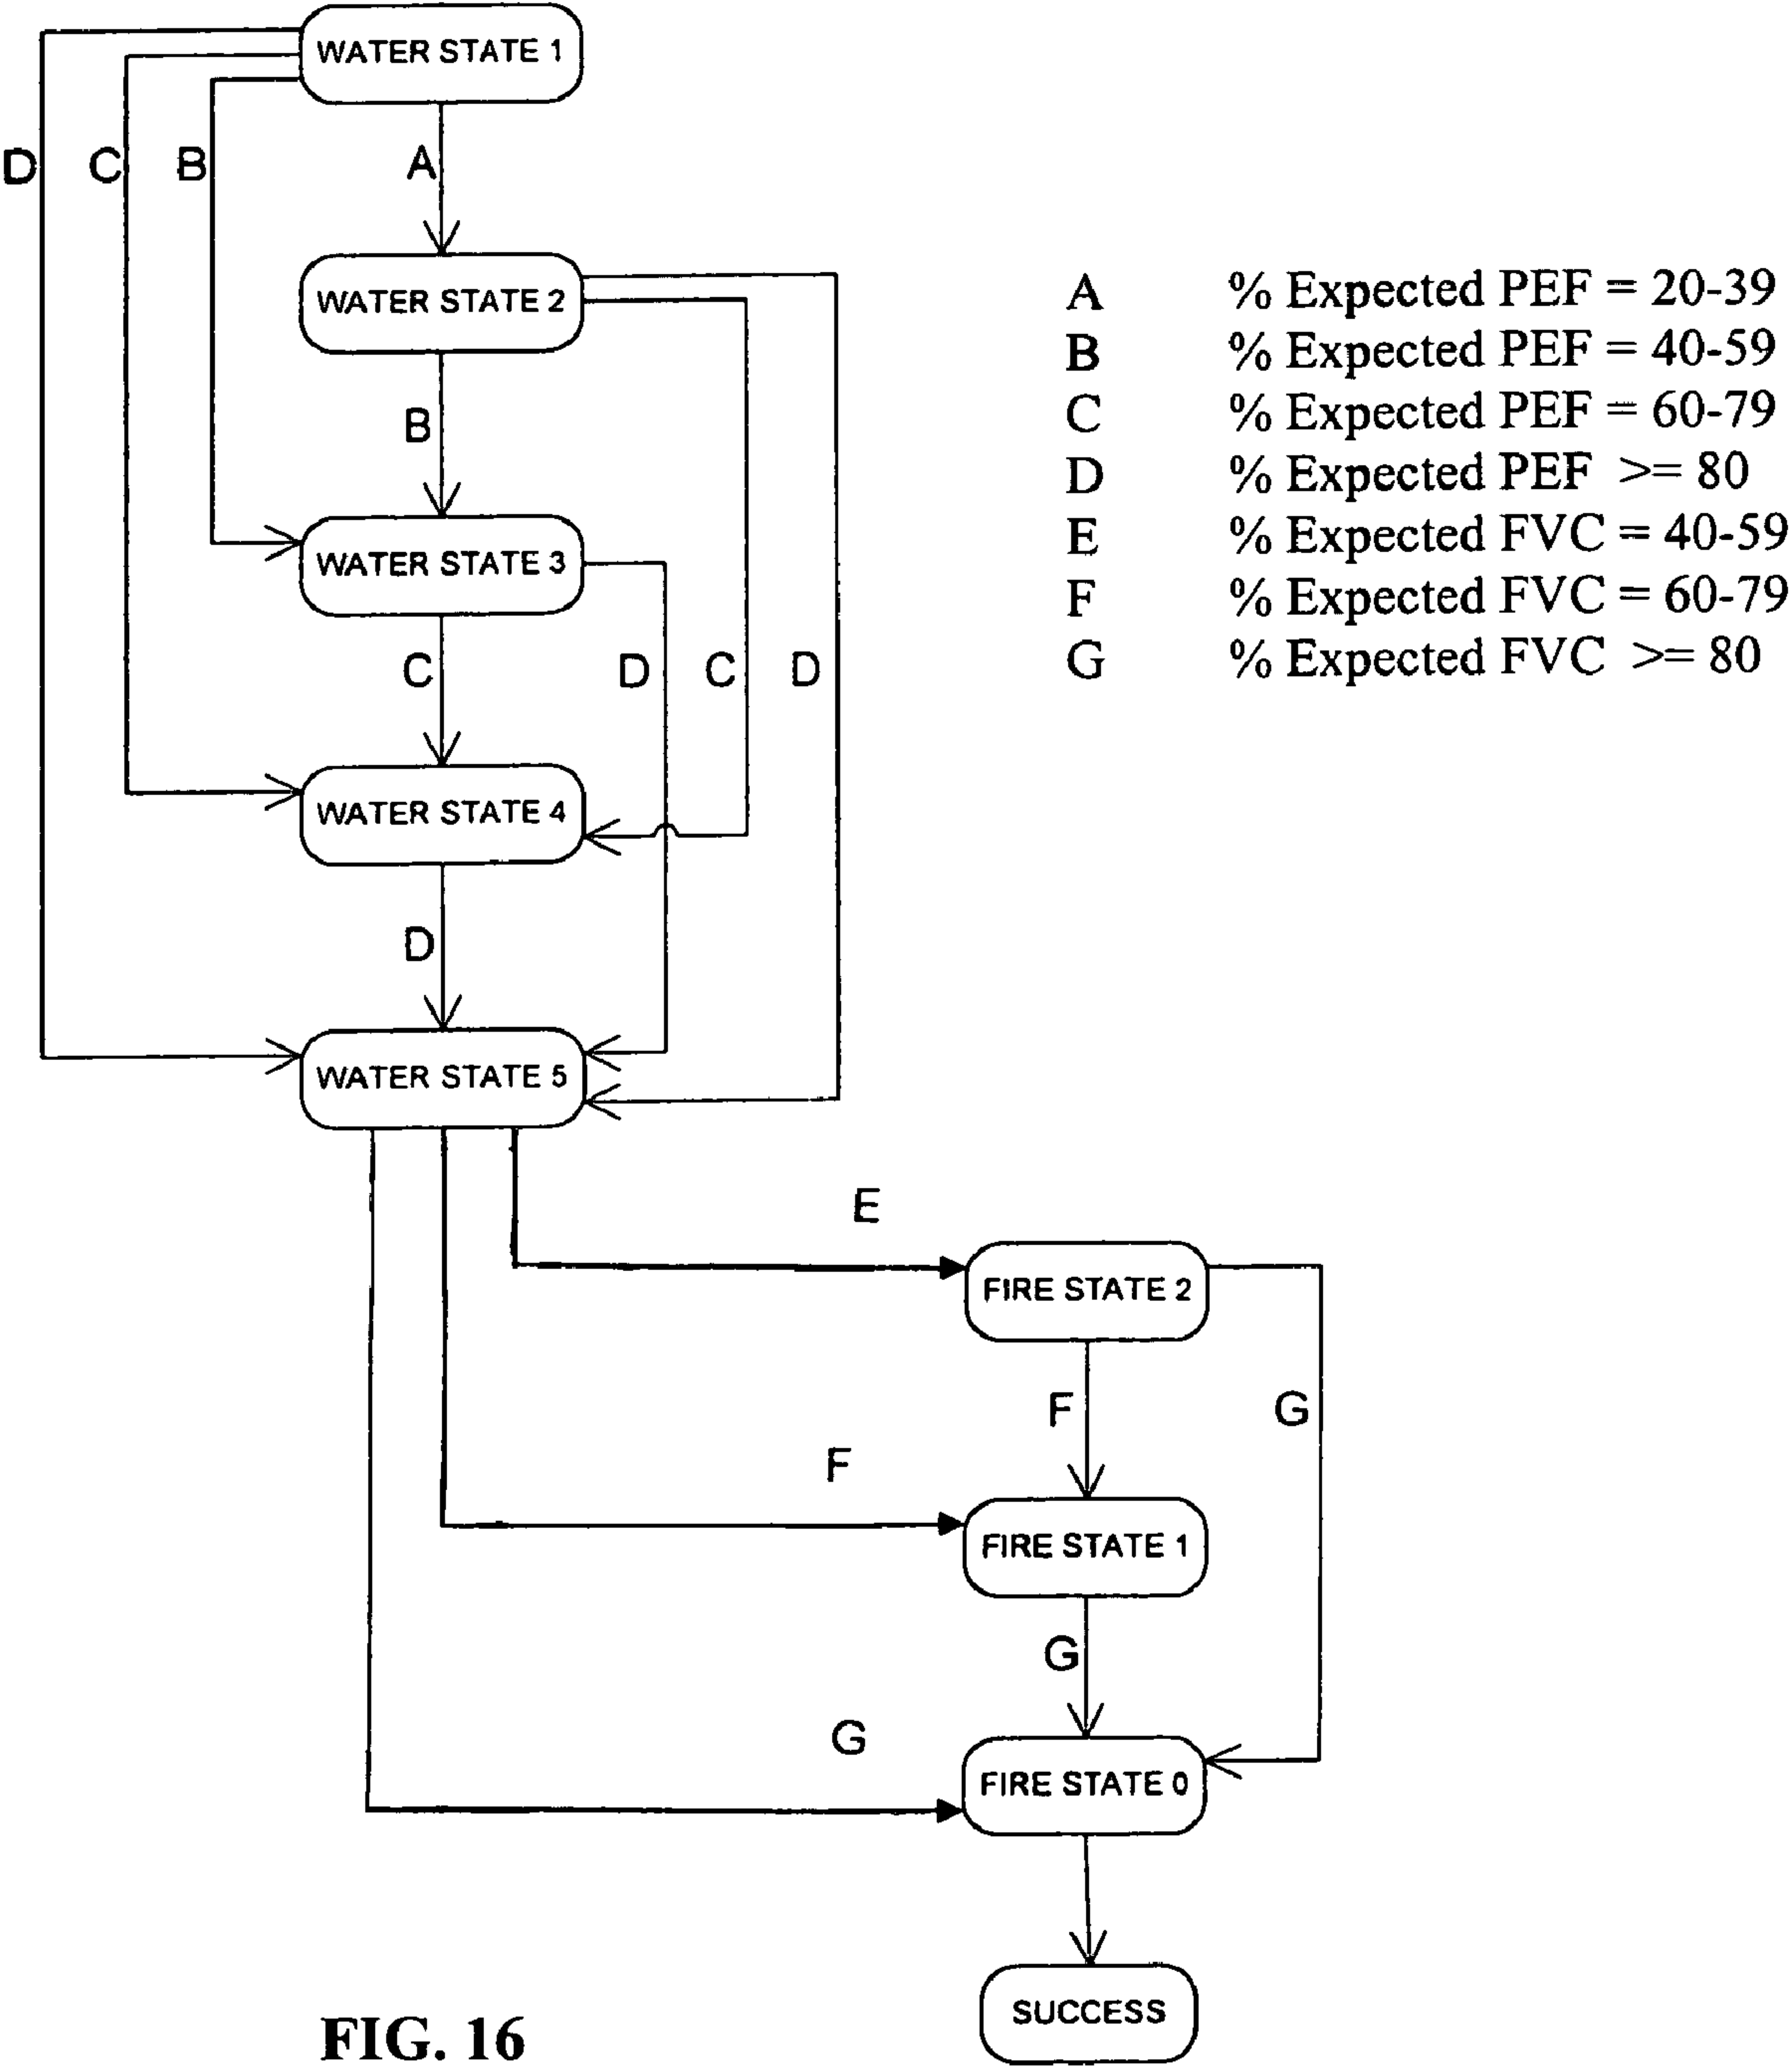 WATER STATE 1
D
C
B
A
WATER STATE 2
B
WATER STATE 3
C
D
C
D
WATER STATE 4
D
WATER STATE 5
A % Expected PEF = 20-39
B % Expected PEF = 40-59
C % Expected PEF = 60-79
D % Expected PEF >= 80
E % Expected FVC = 40-59
F % Expected FVC = 60-79
G % Expected FVC >= 80
E
FIRE STATE 2
F
G
F
FIRE STATE 1
G
G
FIRE STATE 0
SUCCESS
FIG. 16